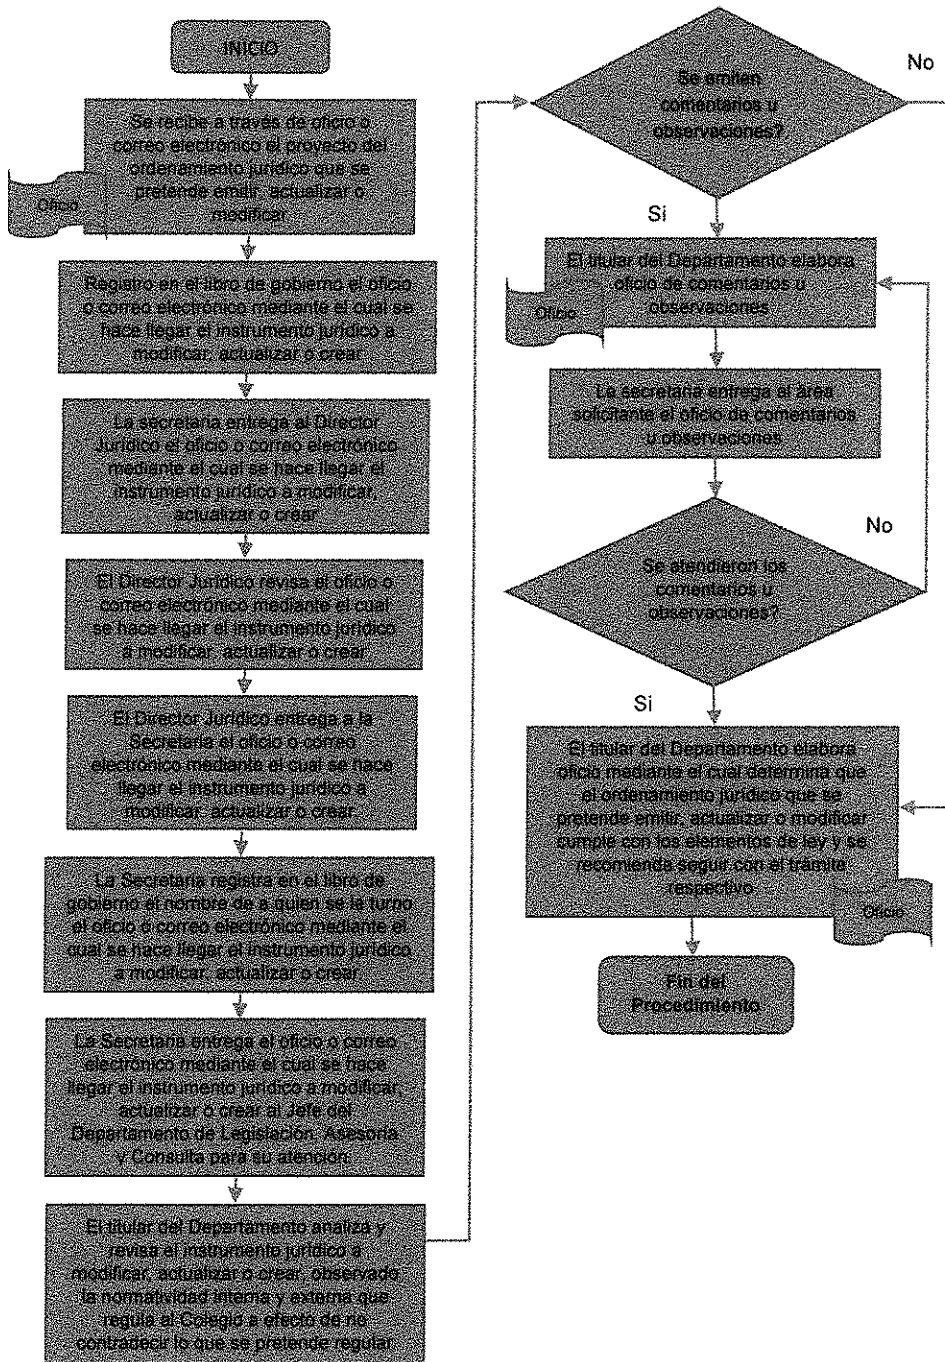 INICIO
Se recibe a través de oficio o
correo electrónico el proyecto del
ordenamiento jurídico que se
pretende emitir, actualizar o
modificar
Oficio
Registro en el libro de gobierno el oficio
o correo electrónico mediante el cual se
hace llegar el instrumento jurídico a
modificar, actualizar o crear
La secretaria entrega al Director
Jurídico el oficio o correo electrónico
mediante el cual se hace llegar el
instrumento jurídico a modificar,
actualizar o crear
El Director Jurídico revisa el oficio o
correo electrónico mediante el cual
se hace llegar el instrumento jurídico
a modificar, actualizar o crear
El Director Jurídico entrega a la
Secretaria el oficio o correo
electrónico mediante el cual se hace
llegar el instrumento jurídico a
modificar, actualizar o crear
La Secretaria registra en el libro de
gobierno el nombre de a quien se le turno
el oficio o correo electrónico mediante el
cual se hace llegar el instrumento jurídico
a modificar, actualizar o crear
La Secretaria entrega el oficio o correo
electrónico mediante el cual se hace
llegar el instrumento jurídico a modificar,
actualizar o crear al Jefe del
Departamento de Legislación, Asesoría
y Consulta para su atención
El titular del Departamento analiza y
revisa el instrumento jurídico a
modificar, actualizar o crear, observado
la normatividad interna y externa que
regula al Colegio a efecto de no
contradecir lo que se pretende regular
Se emiten
comentarios u
observaciones?
No
Si
El titular del Departamento elabora
oficio de comentarios u
observaciones
Oficio
La secretaria entrega al área
solicitante el oficio de comentarios
u observaciones
Se atendieron los
comentarios u
observaciones?
No
Si
El titular del Departamento elabora
oficio mediante el cual determina que
el ordenamiento jurídico que se
pretende emitir, actualizar o modificar
cumple con los elementos de ley y se
recomienda seguir con el trámite
respectivo
Oficio
Fin del
Procedimiento